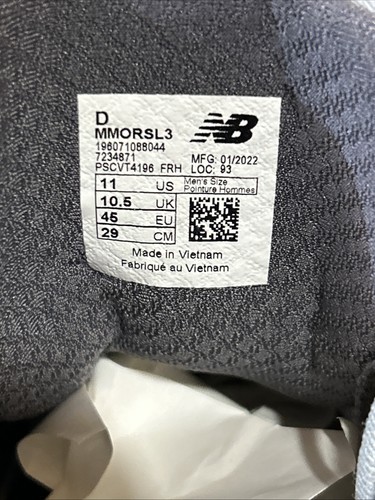 D
MMORSL3
NB
196071088044
7234871 MFG: 01/2022
PSCVT4196 FRH LOC: 93
11 US Men's Size
Pointure Hommes
10.5 UK
45 EU
29 CM
Made in Vietnam
Fabriqué au Vietnam